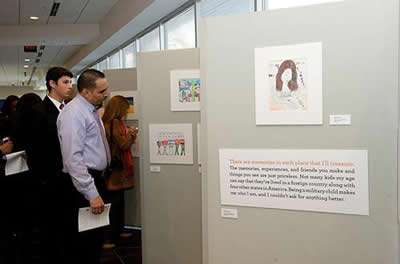 There are memories in each place that I'll treasure.
The memories, experiences, and friends you make and
things you see are just priceless. Not many kids my age
can say that they've lived in a foreign country along with
four other states in America. Being a military child makes
me who I am, and I couldn't ask for anything better.